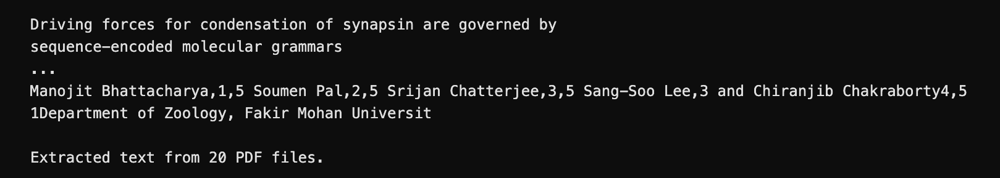 Driving forces for condensation of synapsin are governed by
sequence-encoded molecular grammars
...
Manojit Bhattacharya,1,5 Soumen Pal,2,5 Srijan Chatterjee,3,5 Sang-Soo Lee,3 and Chiranjib Chakraborty4,5
1Department of Zoology, Fakir Mohan Universit
Extracted text from 20 PDF files.